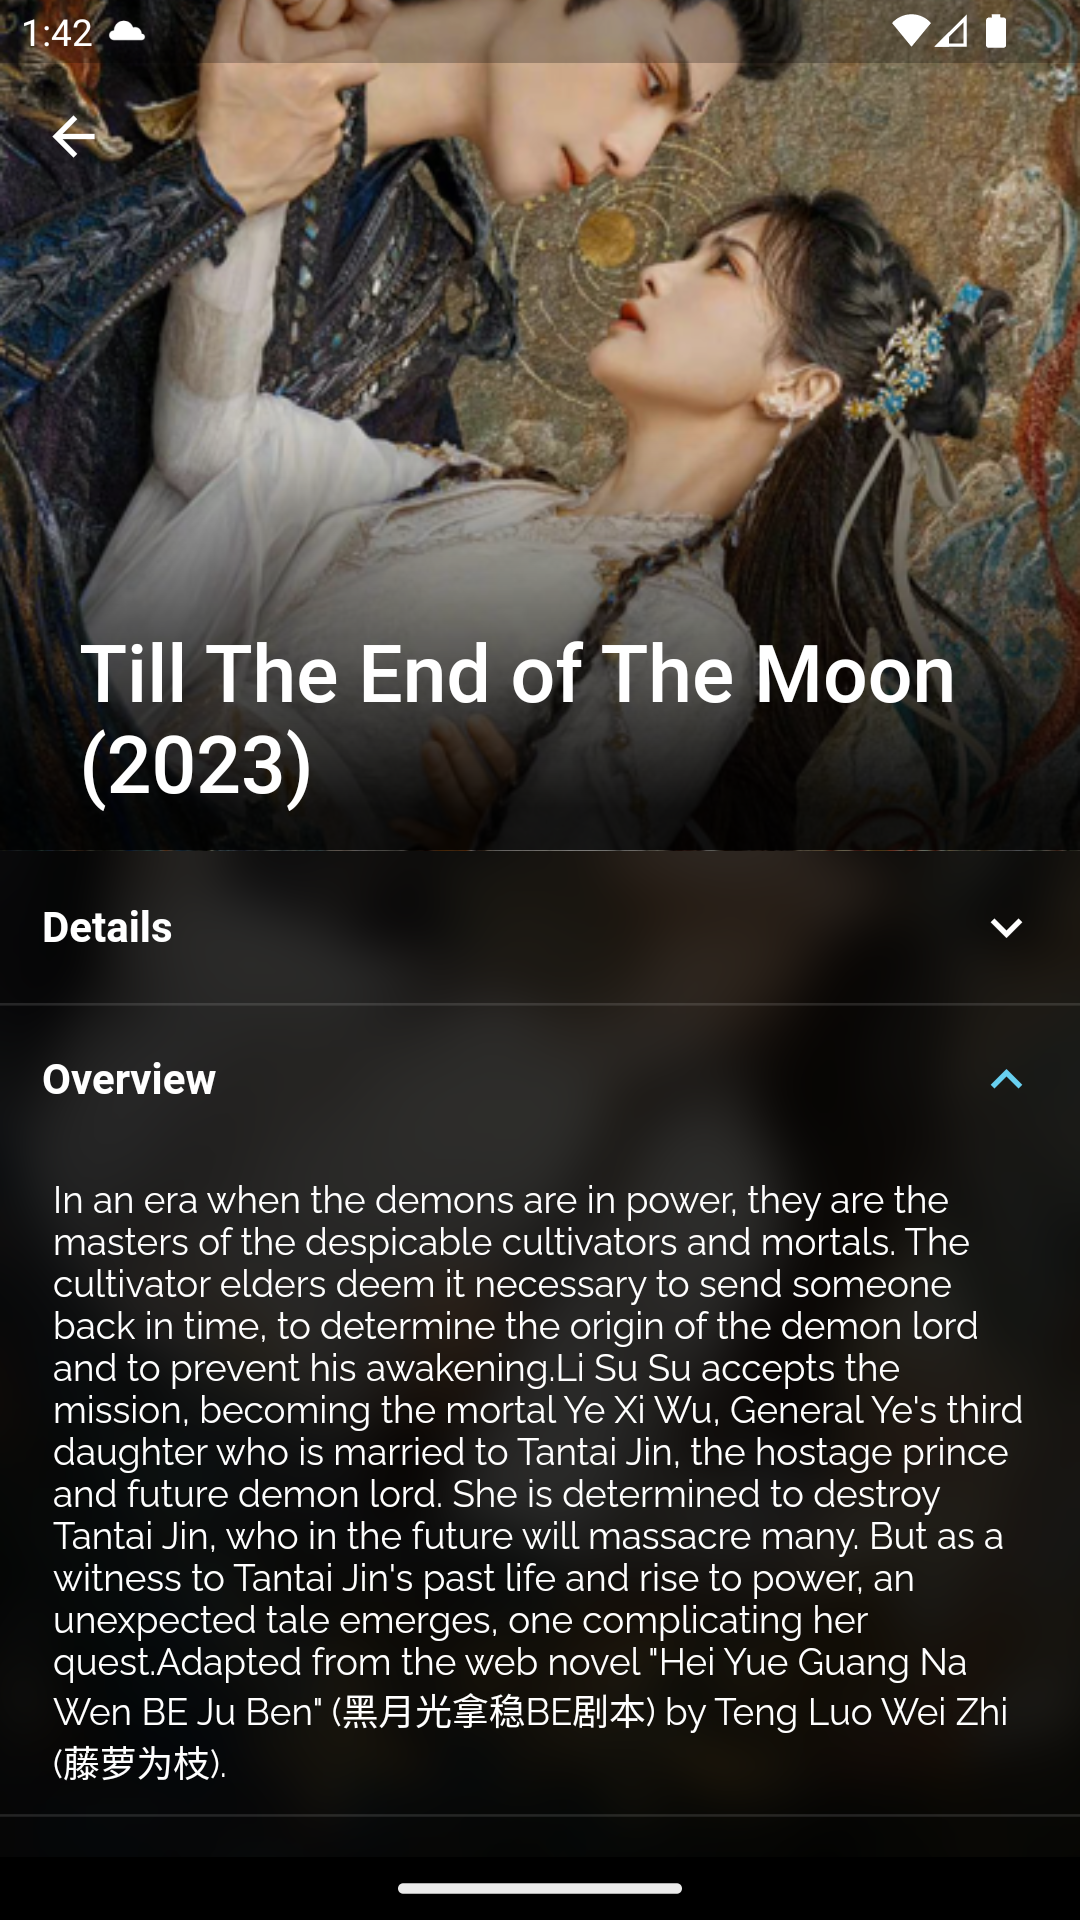 1:42
Till The End of The Moon
(2023)
Details
Overview
In an era when the demons are in power, they are the
masters of the despicable cultivators and mortals. The
cultivator elders deem it necessary to send someone
back in time, to determine the origin of the demon lord
and to prevent his awakening.Li Su Su accepts the
mission, becoming the mortal Ye Xi Wu, General Ye's third
daughter who is married to Tantai Jin, the hostage prince
and future demon lord. She is determined to destroy
Tantai Jin, who in the future will massacre many. But as a
witness to Tantai Jin's past life and rise to power, an
unexpected tale emerges, one complicating her
quest.Adapted from the web novel "Hei Yue Guang Na
Wen BE Ju Ben" (黑月光拿稳BE剧本) by Teng Luo Wei Zhi
(藤萝为枝).